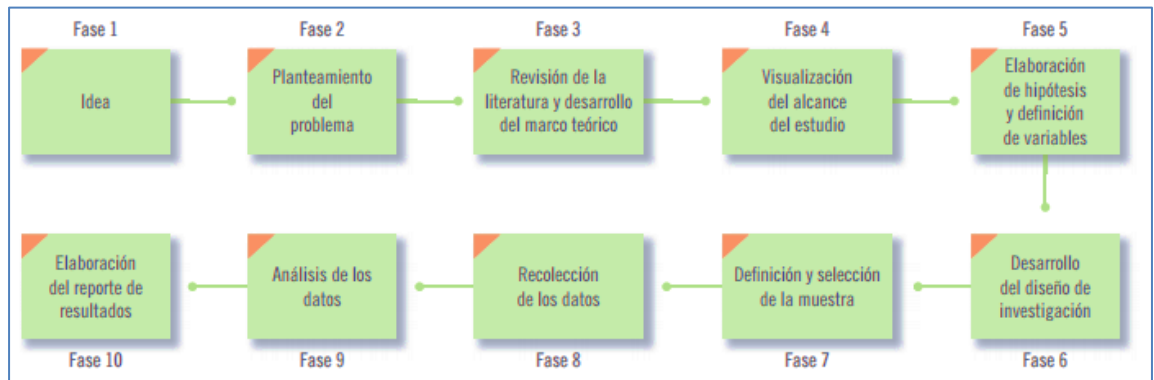 Fase 1
Idea
Fase 2
Planteamiento
del
problema
Fase 3
Revisión de la
literatura y desarrollo
del marco teórico
Fase 4
Visualización
del alcance
del estudio
Fase 5
Elaboración
de hipótesis
y definición
de variables
Desarrollo
del diseño de
investigación
Fase 6
Definición y selección
de la muestra
Fase 7
Recolección
de los datos
Fase 8
Análisis de los
datos
Fase 9
Elaboración
del reporte de
resultados
Fase 10